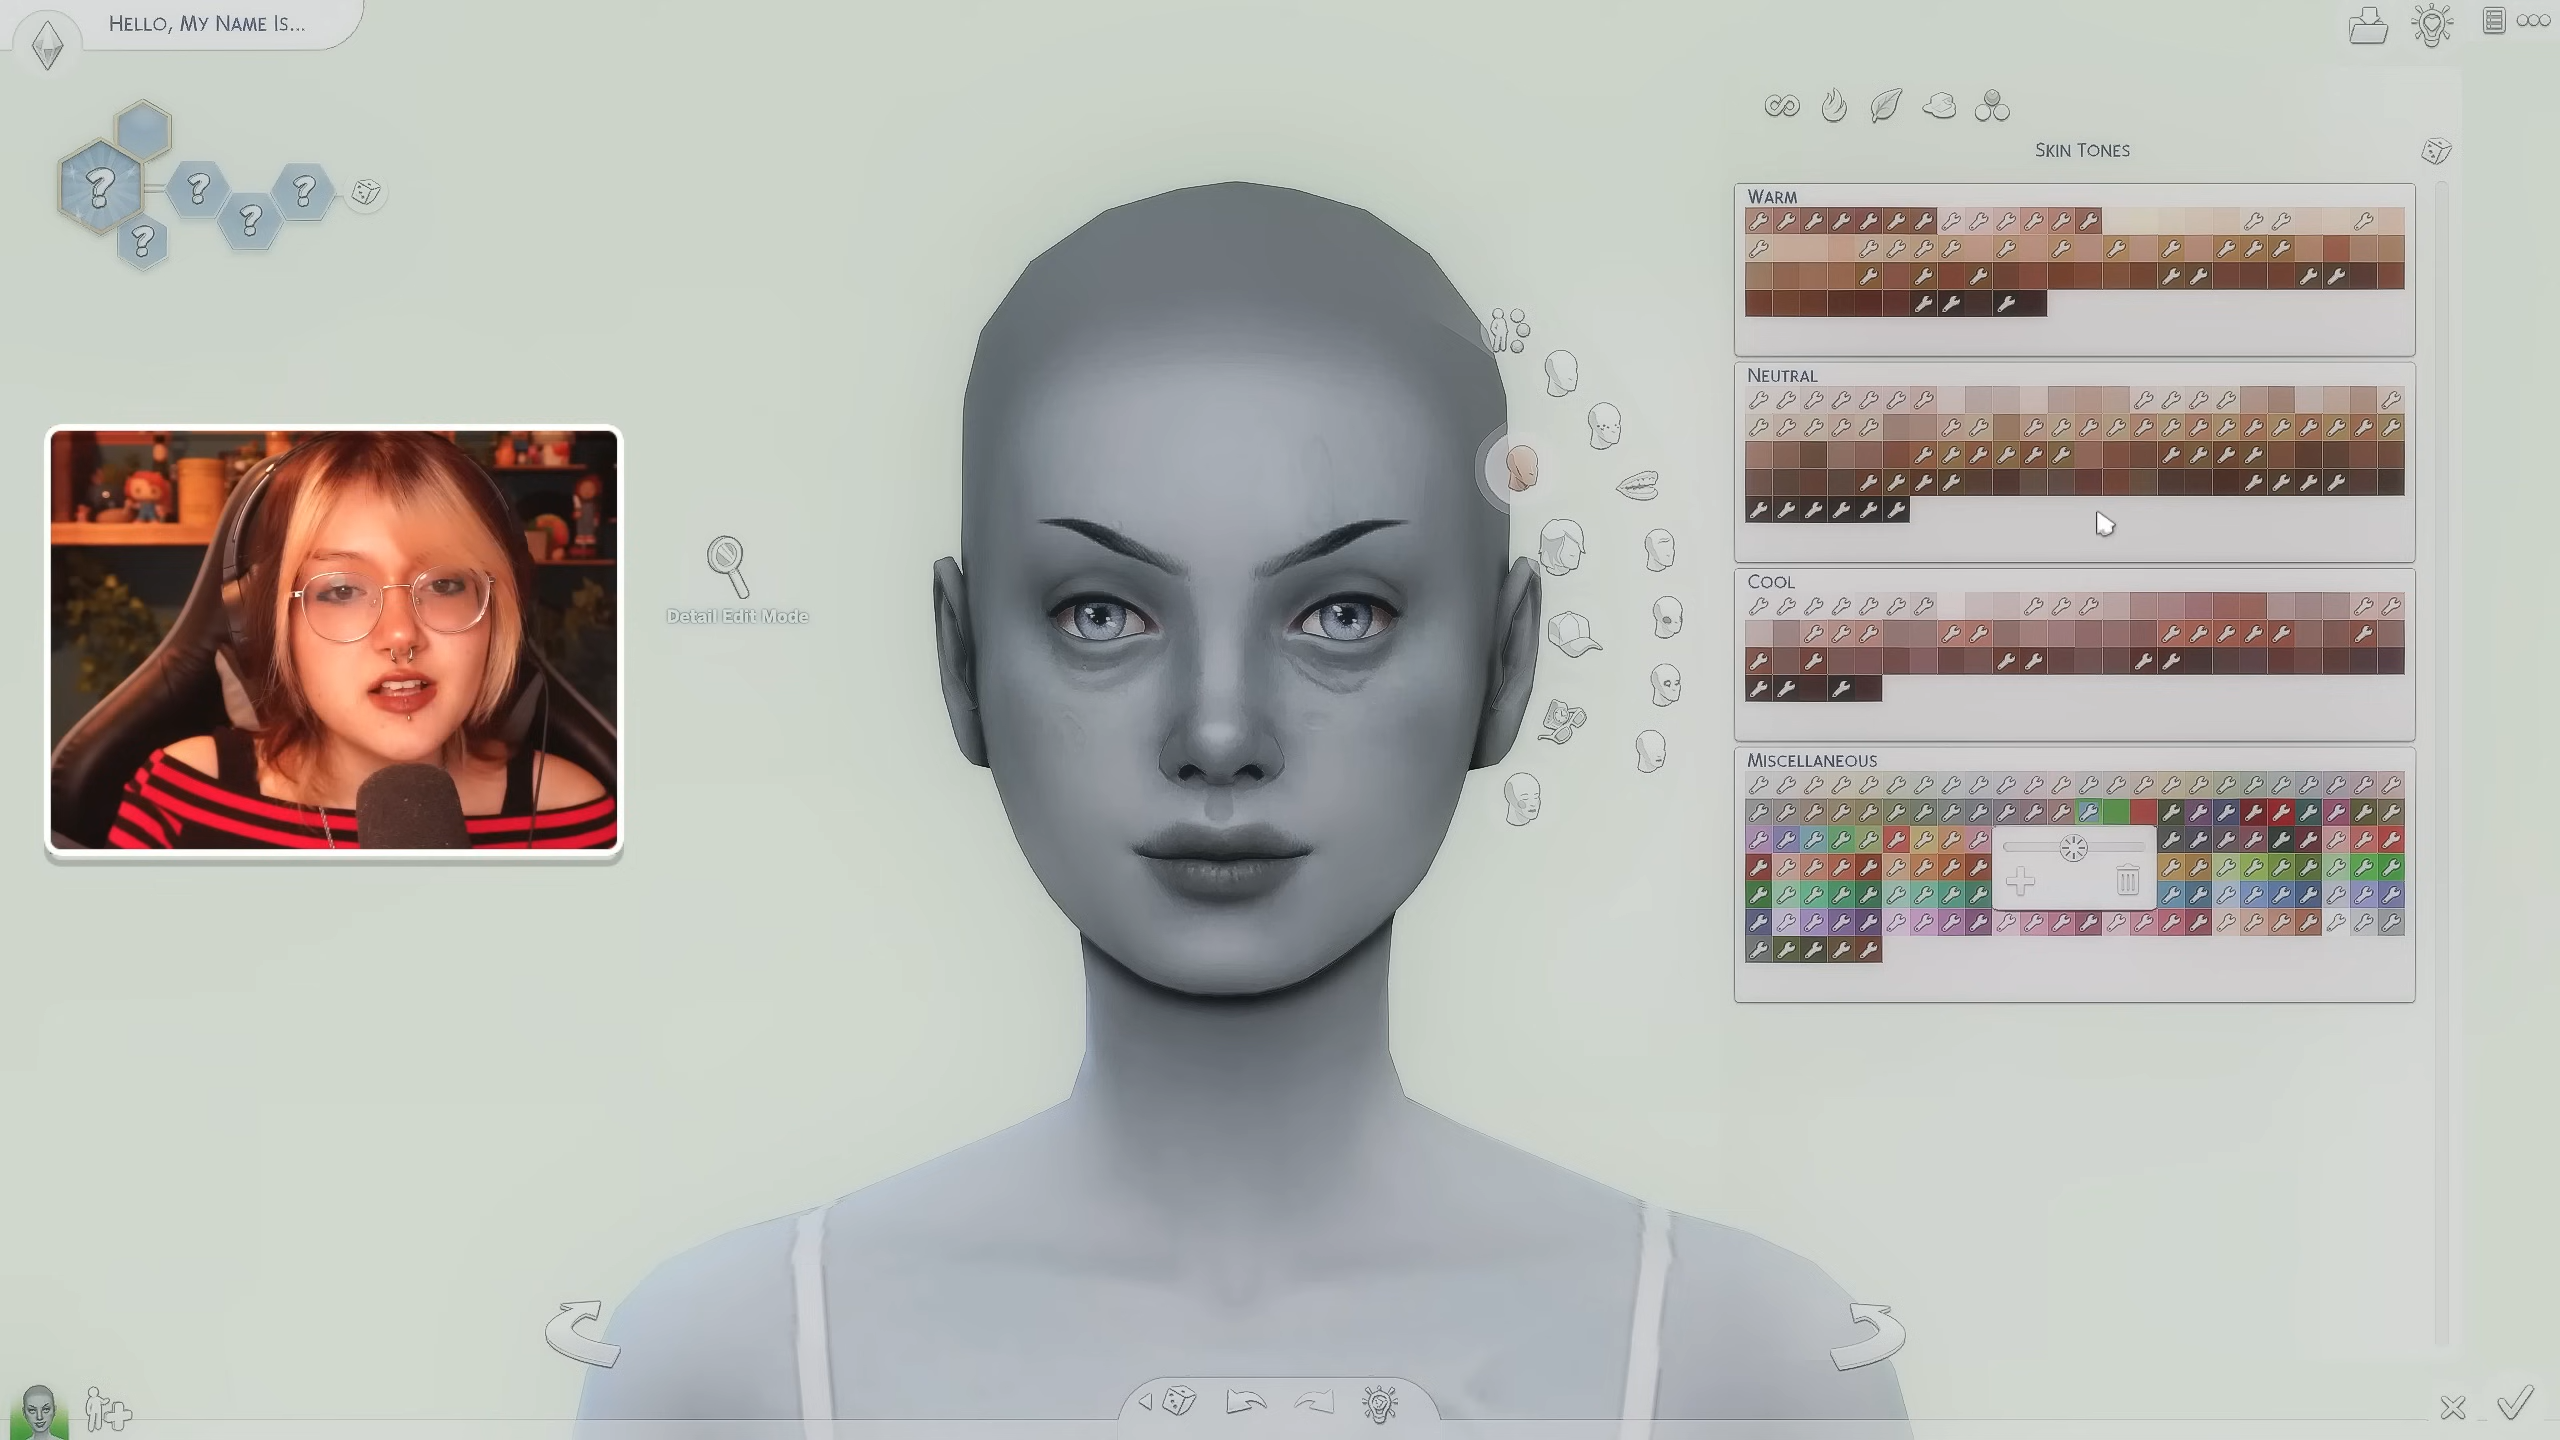 Hello, My Name Is...
Skin Tones
Warm
Neutral
Cool
Detail Edit Mode
Miscellaneous